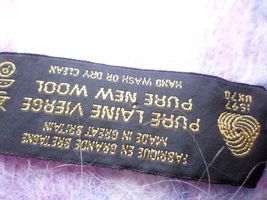 FABRIQUE EN GRANDE BRETAGNE
MADE IN GREAT BRITAIN
PURE LAINE VIERGE
PURE NEW WOOL
HAND WASH OR DRY CLEAN